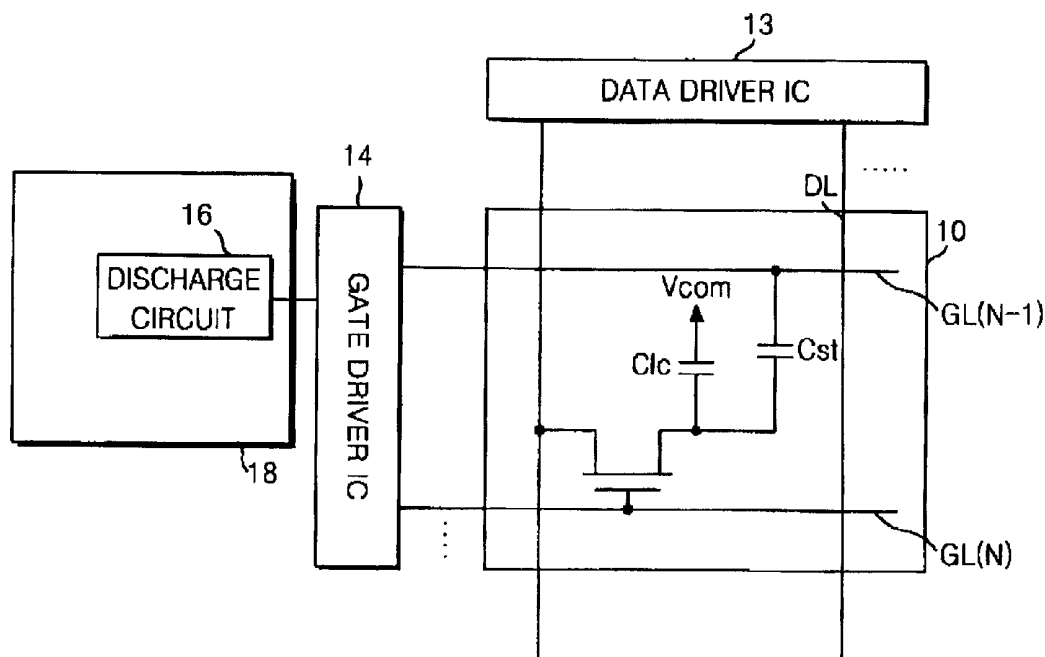 13
DATA DRIVER IC
14
.....
DL
16
10
DISCHARGE
CIRCUIT
GATE DRIVER IC
Vcom
GL(N-1)
Clc
Cst
18
.....
GL(N)